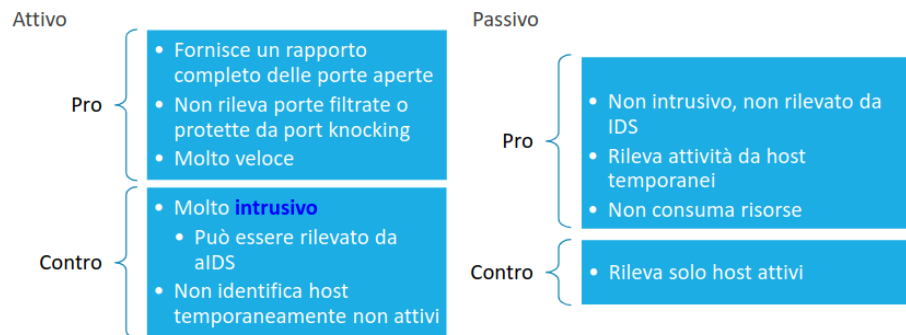 Attivo
Pro
• Fornisce un rapporto
completo delle porte aperte
• Non rileva porte filtrate o
protette da port knocking
• Molto veloce
Contro
• Molto intrusivo
• Può essere rilevato da
aIDS
• Non identifica host
temporaneamente non attivi
Passivo
Pro
• Non intrusivo, non rilevato da
IDS
• Rileva attività da host
temporanei
• Non consuma risorse
Contro
• Rileva solo host attivi